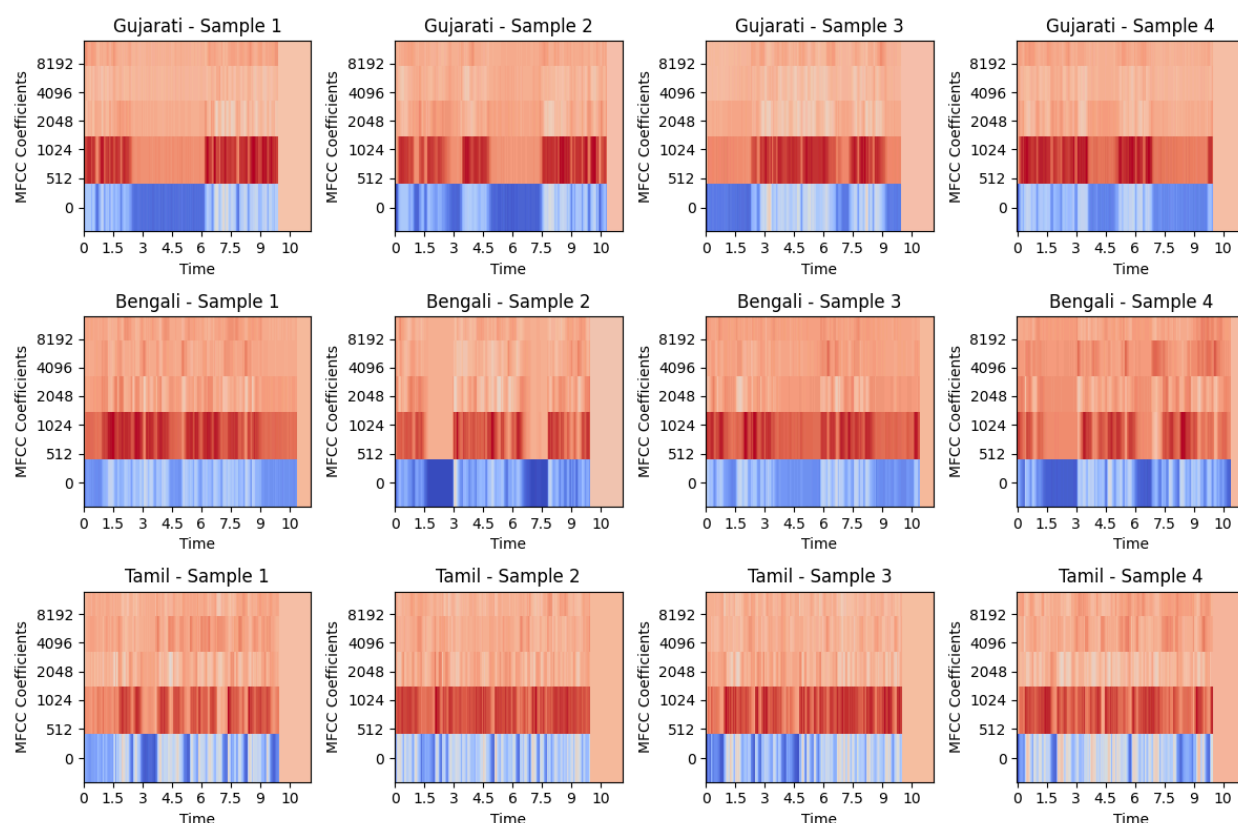 Gujarati - Sample 1
Gujarati - Sample 2
Gujarati - Sample 3
Gujarati - Sample 4
MFCC Coefficients
8192
4096
2048
1024
512
0
0 1.5 3 4.5 6 7.5 9 10
Time
MFCC Coefficients
8192
4096
2048
1024
512
0
0 1.5 3 4.5 6 7.5 9 10
Time
MFCC Coefficients
8192
4096
2048
1024
512
0
0 1.5 3 4.5 6 7.5 9 10
Time
MFCC Coefficients
8192
4096
2048
1024
512
0
0 1.5 3 4.5 6 7.5 9 10
Time
Bengali - Sample 1
Bengali - Sample 2
Bengali - Sample 3
Bengali - Sample 4
MFCC Coefficients
8192
4096
2048
1024
512
0
0 1.5 3 4.5 6 7.5 9 10
Time
MFCC Coefficients
8192
4096
2048
1024
512
0
0 1.5 3 4.5 6 7.5 9 10
Time
MFCC Coefficients
8192
4096
2048
1024
512
0
0 1.5 3 4.5 6 7.5 9 10
Time
MFCC Coefficients
8192
4096
2048
1024
512
0
0 1.5 3 4.5 6 7.5 9 10
Time
Tamil - Sample 1
Tamil - Sample 2
Tamil - Sample 3
Tamil - Sample 4
MFCC Coefficients
8192
4096
2048
1024
512
0
0 1.5 3 4.5 6 7.5 9 10
Time
MFCC Coefficients
8192
4096
2048
1024
512
0
0 1.5 3 4.5 6 7.5 9 10
Time
MFCC Coefficients
8192
4096
2048
1024
512
0
0 1.5 3 4.5 6 7.5 9 10
Time
MFCC Coefficients
8192
4096
2048
1024
512
0
0 1.5 3 4.5 6 7.5 9 10
Time